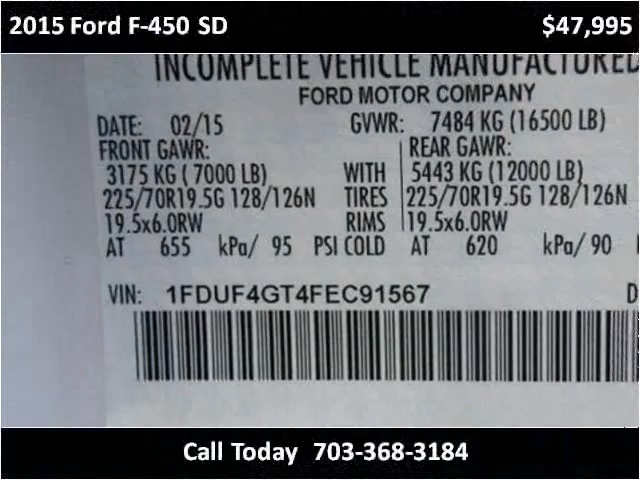 2015 Ford F-450 SD $47,995
INCOMPLETE VEHICLE MANUFACTURED
FORD MOTOR COMPANY
DATE: 02/15 GVWR: 7484 KG (16500 LB)
FRONT GAWR: REAR GAWR:
3175 KG ( 7000 LB) WITH 5443 KG (12000 LB)
225/70R19.5G 128/126N TIRES 225/70R19.5G 128/126N
19.5x6.0RW RIMS 19.5x6.0RW
AT 655 kPa/ 95 PSI COLD AT 620 kPa/ 90
VIN: 1FDUF4GT4FEC91567 D
Call Today 703-368-3184